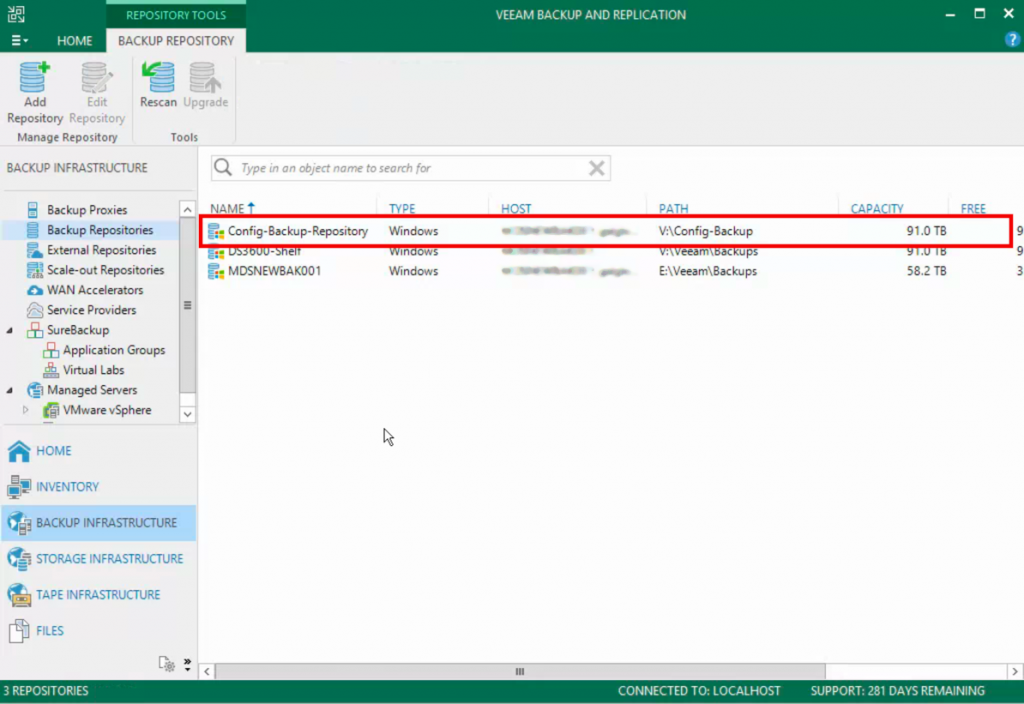 REPOSITORY TOOLS
VEEAM BACKUP AND REPLICATION
HOME
BACKUP REPOSITORY
Add Repository
Edit Repository
Rescan
Upgrade
Manage Repository
Tools
BACKUP INFRASTRUCTURE
Type in an object name to search for
Backup Proxies
Backup Repositories
External Repositories
Scale-out Repositories
WAN Accelerators
Service Providers
SureBackup
Application Groups
Virtual Labs
Managed Servers
VMware vSphere
NAME TYPE HOST PATH CAPACITY FREE
Config-Backup-Repository Windows V:\Config-Backup 91.0 TB 9
DS3600-Shelf Windows V:\Veeam\Backups 91.0 TB 9
MDSNEWBAK001 Windows E:\Veeam\Backups 58.2 TB 3
HOME
INVENTORY
BACKUP INFRASTRUCTURE
STORAGE INFRASTRUCTURE
TAPE INFRASTRUCTURE
FILES
3 REPOSITORIES
CONNECTED TO: LOCALHOST
SUPPORT: 281 DAYS REMAINING